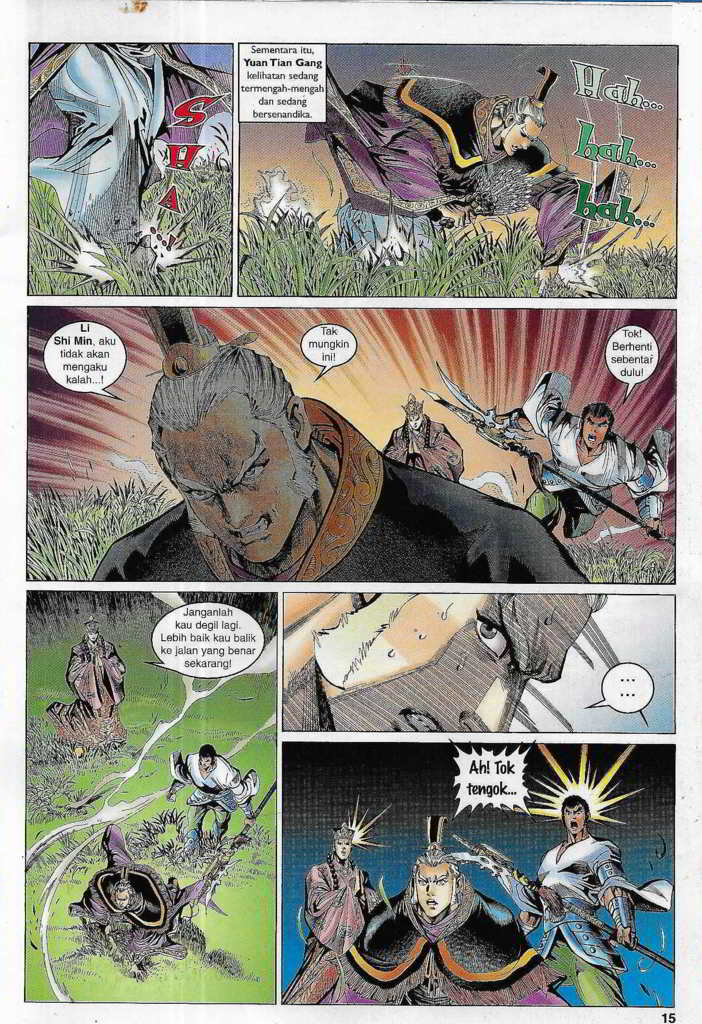 SHA
...!
Sementara itu,
Yuan Tian Gang
kelihatan sedang
termengah-mengah
dan sedang
bersenandika.
Hah...
hah...
hah...
Li
Shi Min, aku
tidak akan
mengaku
kalah...!
Tak
mungkin
ini!
Tok!
Berhenti
sebentar
dulu!
Janganlah
kau degil lagi.
Lebih baik kau balik
ke jalan yang benar
sekarang!
...
...
Ah! Tok
tengok...
15